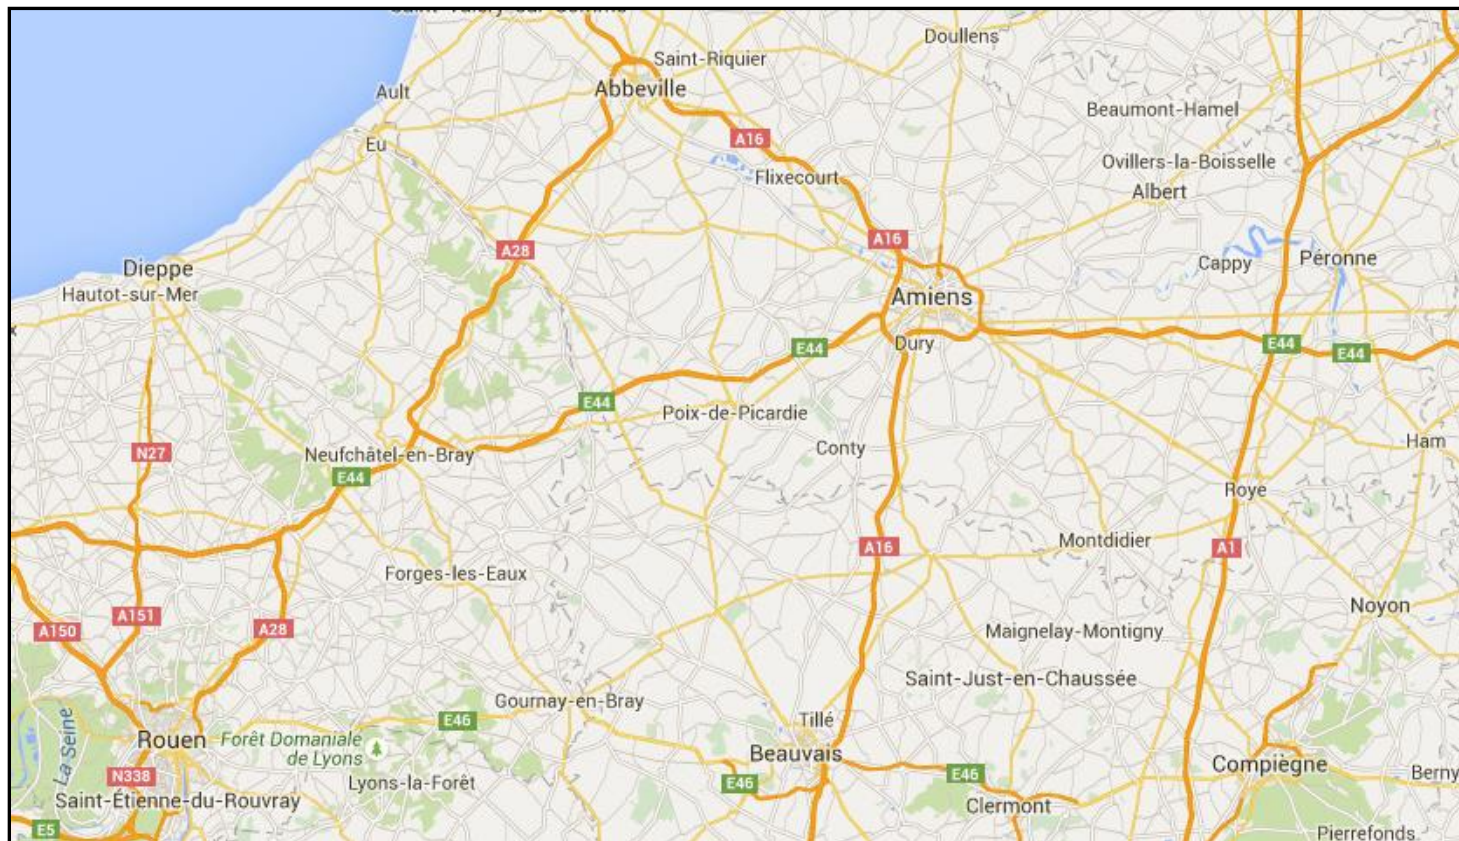 Saint-Valery-sur-Somme
Doullens
Saint-Riquier
Abbeville
Ault
Beaumont-Hamel
A16
Eu
Ovillers-la-Boisselle
Flixecourt
Albert
A16
A28
Péronne
Cappy
Dieppe
Hautot-sur-Mer
Amiens
Dury
E44
E44
E44
E44
Poix-de-Picardie
Ham
Conty
N27
Neufchâtel-en-Bray
E44
Roye
Montdidier
A16
A1
Forges-les-Eaux
Noyon
A151
A150
A28
Maignelay-Montigny
Saint-Just-en-Chaussée
Gournay-en-Bray
E46
Tillé
La Seine
Rouen
Forêt Domaniale
de Lyons
Beauvais
Compiègne
N338
Lyons-la-Forêt
E46
E46
Berny
Saint-Étienne-du-Rouvray
Clermont
E5
Pierrefonds